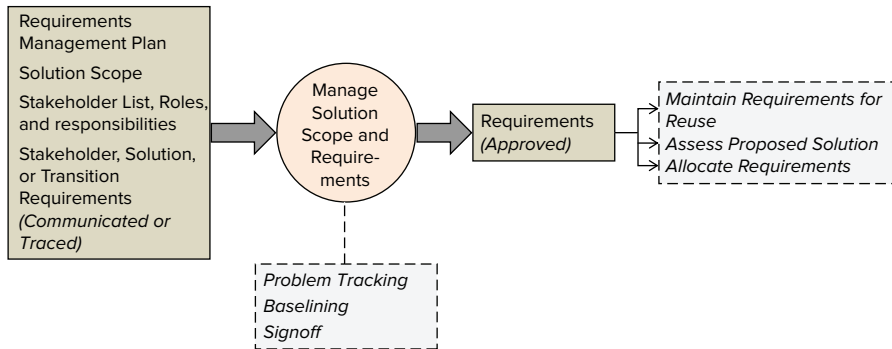 Requirements
Management Plan
Solution Scope
Stakeholder List, Roles,
and responsibilities
Stakeholder, Solution,
or Transition
Requirements
(Communicated or
Traced)
Manage
Solution
Scope and
Require-
ments
Problem Tracking
Baselining
Signoff
Requirements
(Approved)
Maintain Requirements for
Reuse
Assess Proposed Solution
Allocate Requirements